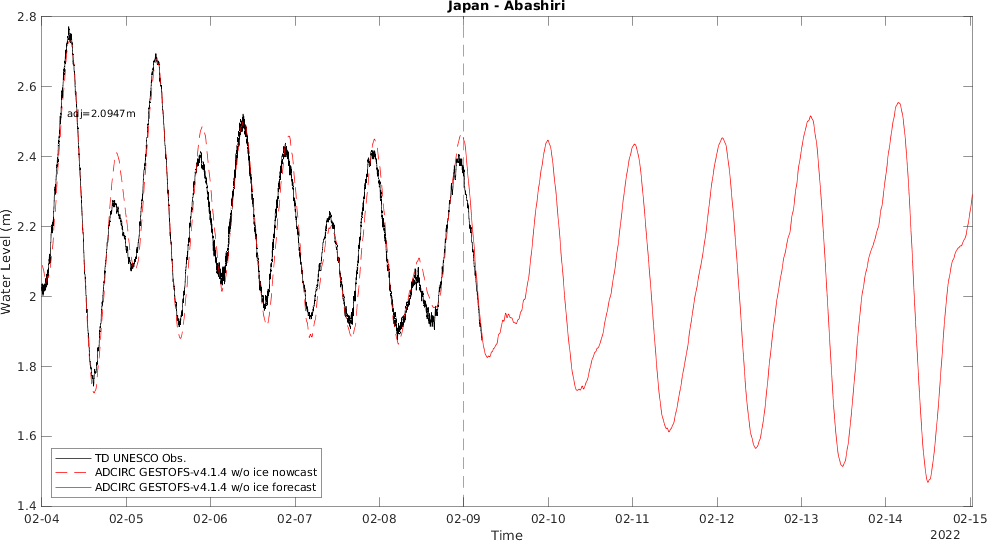 Japan - Abashiri
2.8
2.6
adj=2.0947m
2.4
2.2
Water Level (m)
2
1.8
1.6
TD UNESCO Obs.
ADCIRC GESTOFS-v4.1.4 w/o ice nowcast
ADCIRC GESTOFS-v4.1.4 w/o ice forecast
1.4
02-04 02-05 02-06 02-07 02-08 02-09 02-10 02-11 02-12 02-13 02-14 02-15
Time
2022